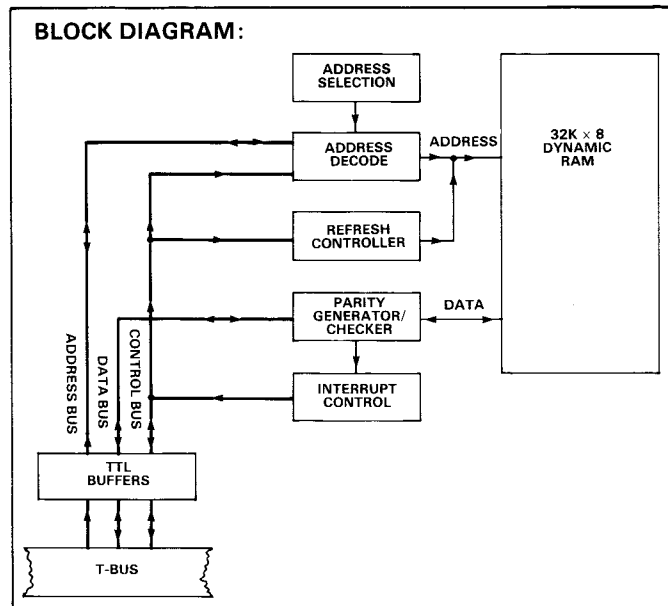 BLOCK DIAGRAM:
ADDRESS
SELECTION
ADDRESS
DECODE
ADDRESS
32K × 8
DYNAMIC
RAM
REFRESH
CONTROLLER
PARITY
GENERATOR/
CHECKER
DATA
INTERRUPT
CONTROL
ADDRESS BUS
DATA BUS
CONTROL BUS
TTL
BUFFERS
T-BUS